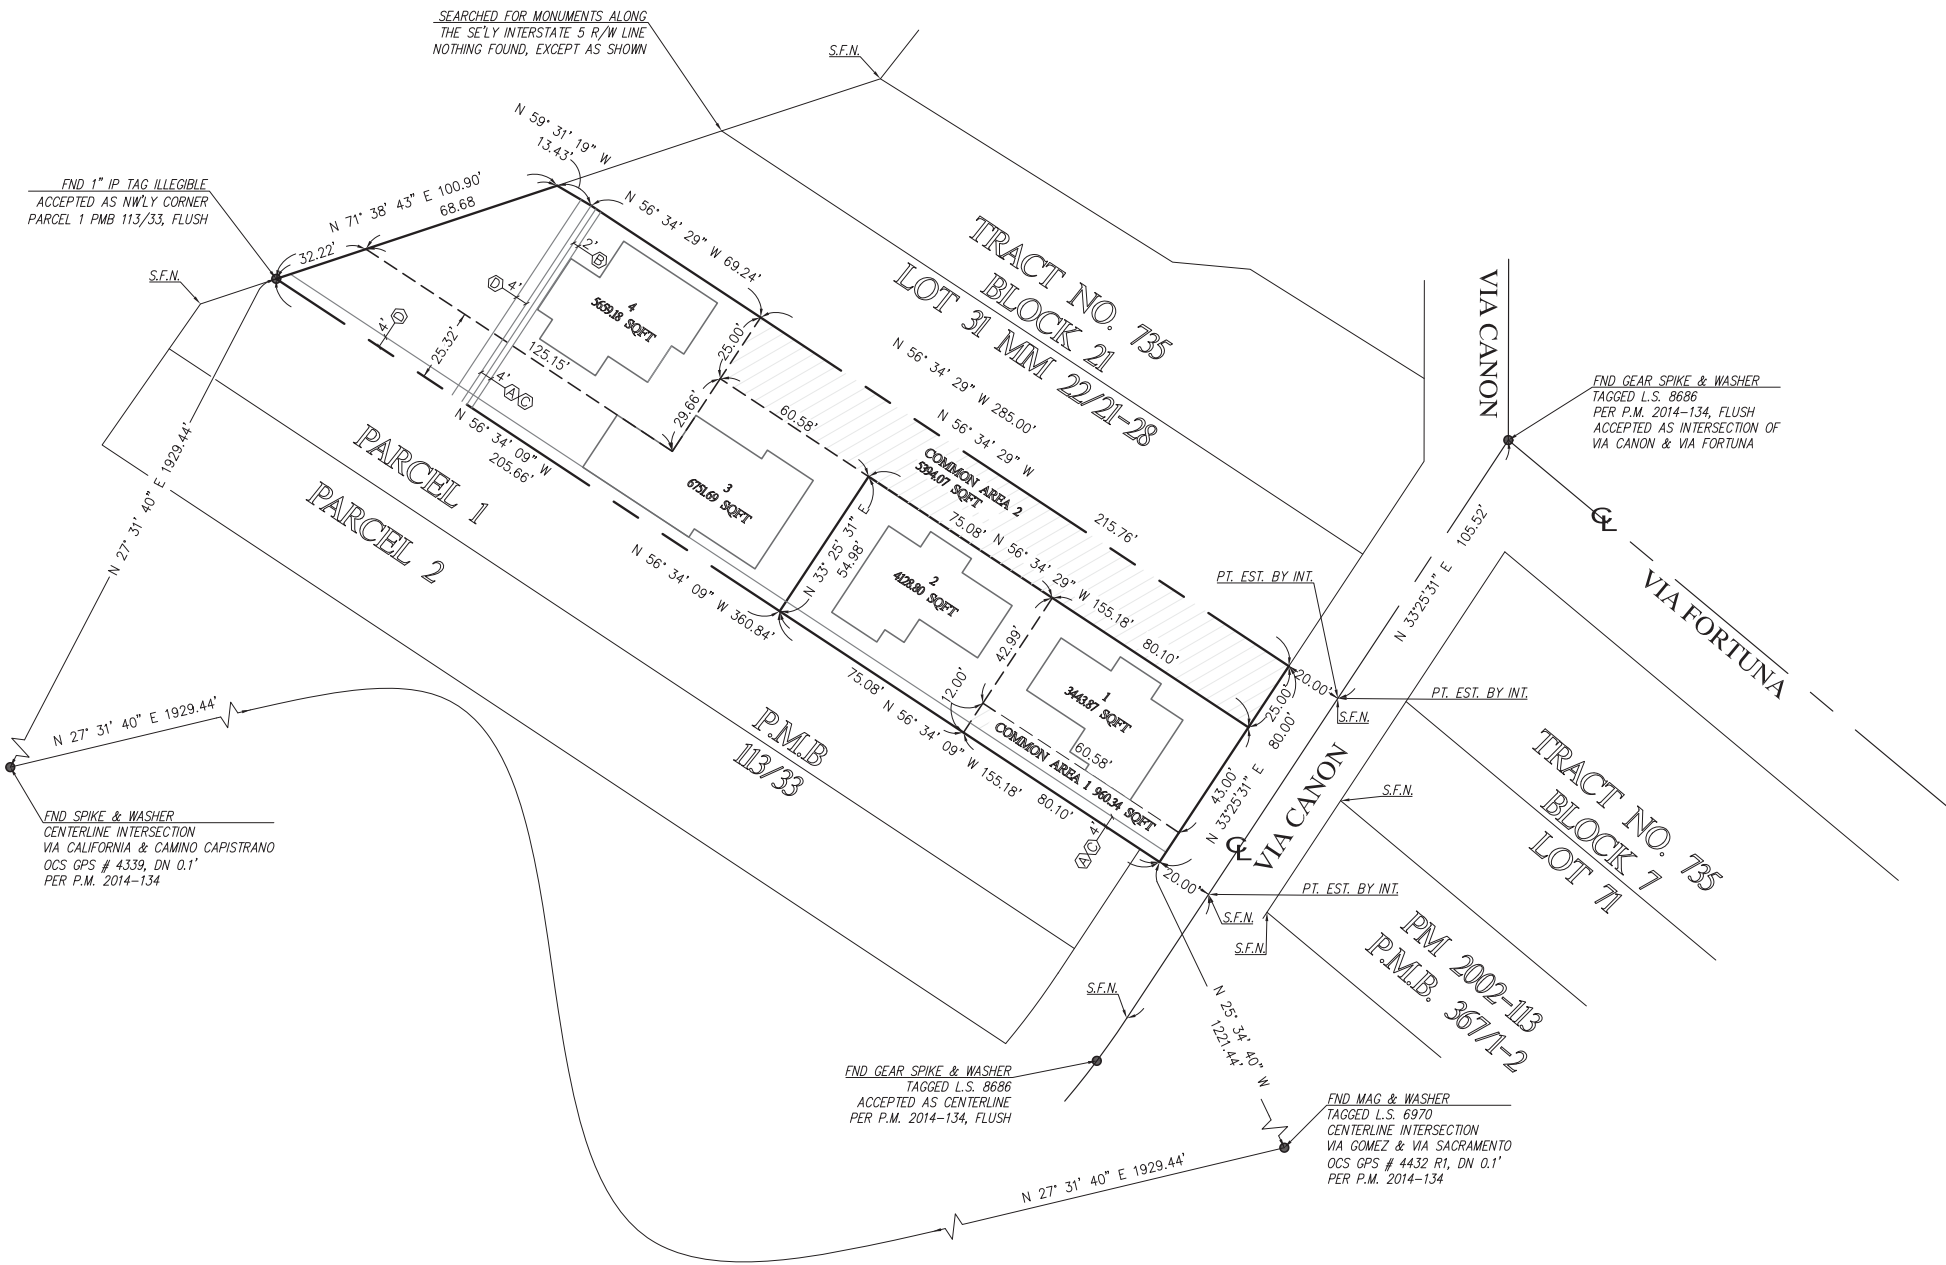 SEARCHED FOR MONUMENTS ALONG
THE SE'LY INTERSTATE 5 R/W LINE
NOTHING FOUND, EXCEPT AS SHOWN
S.F.N.
N 59° 31' 19" W
13.43'
FND 1" IP TAG ILLEGIBLE
ACCEPTED AS NW'LY CORNER
PARCEL 1 PMB 113/33, FLUSH
N 71° 38' 43" E 100.90'
68.68
32.22'
S.F.N.
N 56° 34' 29" W 69.24'
2'
B
D
4'
4
5659.18 SQFT
D
4'
25.32'
125.15'
25.00'
29.66'
4'
A/C
60.58'
TRACT NO. 735
BLOCK 21
LOT 31 MM 22/21-28
N 56° 34' 29" W 285.00'
N 56° 34' 29" W
215.76'
COMMON AREA 2
5394.07 SQFT
VIA CANON
FND GEAR SPIKE & WASHER
TAGGED L.S. 8686
PER P.M. 2014-134, FLUSH
ACCEPTED AS INTERSECTION OF
VIA CANON & VIA FORTUNA
CL
VIA FORTUNA
N 33°25'31" E 105.52'
N 56° 34' 09" W
205.66'
PARCEL 1
PARCEL 2
N 27° 31' 40" E 1929.44'
3
6751.69 SQFT
N 56° 34' 09" W 360.84'
N 33° 25' 31" E
54.98'
75.08'
N 56° 34' 29" W 155.18'
80.10'
2
4128.80 SQFT
42.99'
12.00'
1
3443.87 SQFT
60.58'
COMMON AREA 1 960.34 SQFT
75.08'
N 56° 34' 09" W 155.18'
80.10'
A/C
4'
PT. EST. BY INT.
20.00'
25.00'
80.00'
43.00'
N 33°25'31" E
PT. EST. BY INT.
S.F.N.
CL
VIA CANON
S.F.N.
20.00'
PT. EST. BY INT.
S.F.N.
S.F.N.
TRACT NO. 735
BLOCK 7
LOT 71
PM 2002-113
P.M.B. 367/1-2
P.M.B
113/33
N 27° 31' 40" E 1929.44'
FND SPIKE & WASHER
CENTERLINE INTERSECTION
VIA CALIFORNIA & CAMINO CAPISTRANO
OCS GPS # 4339, DN 0.1'
PER P.M. 2014-134
S.F.N.
N 25° 34' 40" W
1221.44'
FND GEAR SPIKE & WASHER
TAGGED L.S. 8686
ACCEPTED AS CENTERLINE
PER P.M. 2014-134, FLUSH
FND MAG & WASHER
TAGGED L.S. 6970
CENTERLINE INTERSECTION
VIA GOMEZ & VIA SACRAMENTO
OCS GPS # 4432 R1, DN 0.1'
PER P.M. 2014-134
N 27° 31' 40" E 1929.44'